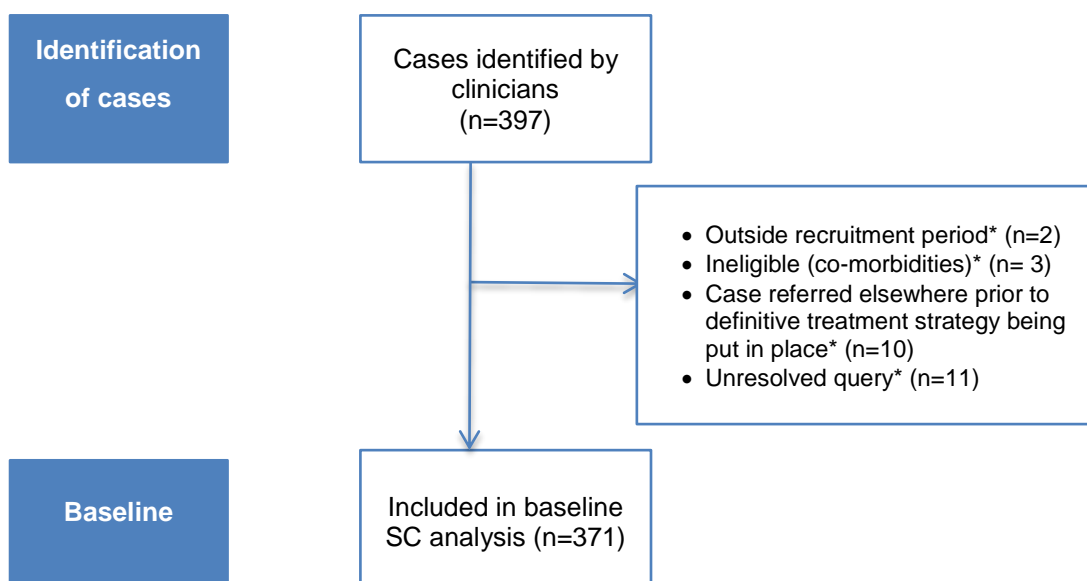 Identification
of cases
Cases identified by
clinicians
(n=397)
• Outside recruitment period* (n=2)
• Ineligible (co-morbidities)* (n= 3)
• Case referred elsewhere prior to
definitive treatment strategy being
put in place* (n=10)
• Unresolved query* (n=11)
Baseline
Included in baseline
SC analysis (n=371)